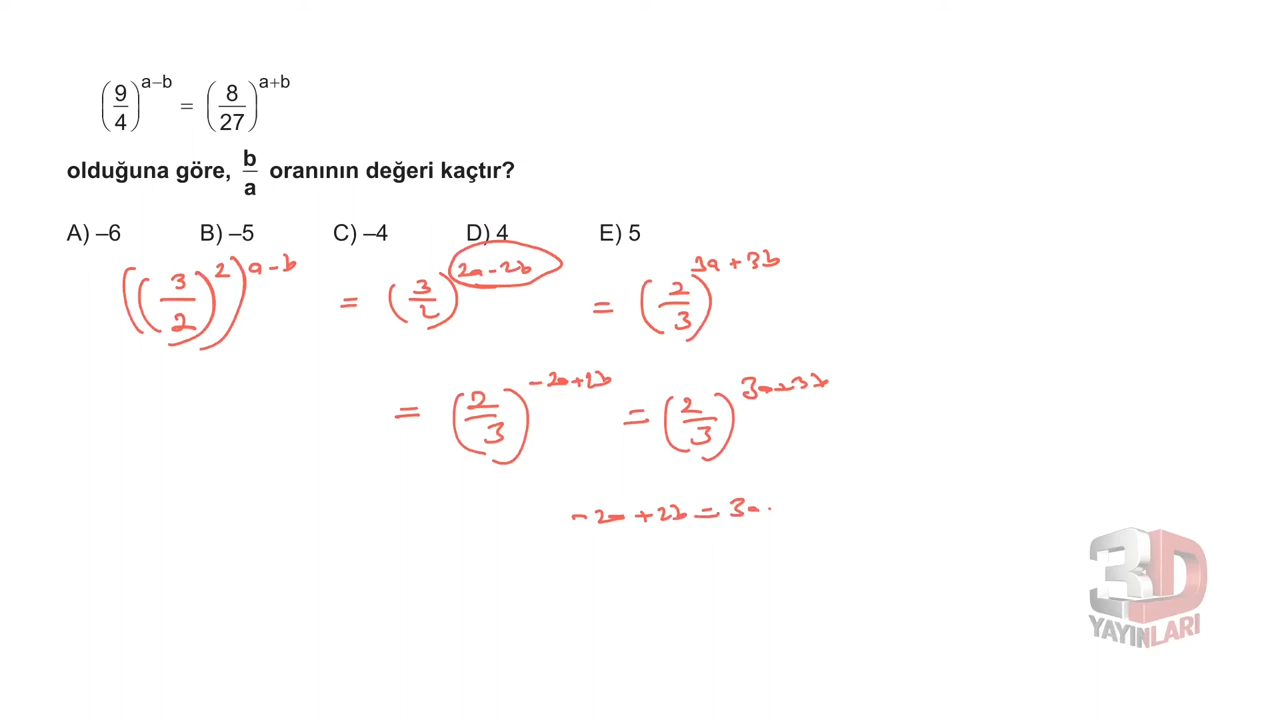 (9/4)^(a–b) = (8/27)^(a+b)
olduğuna göre, b/a oranının değeri kaçtır?
A) –6 B) –5 C) –4 D) 4 E) 5
((3/2)^2)^(a-b) = (3/2)^(2a-2b) = (2/3)^(3a+3b)
= (2/3)^(-2a+2b) = (2/3)^(3a+3b)
-2a+2b=3a
3D
YAYINLARI